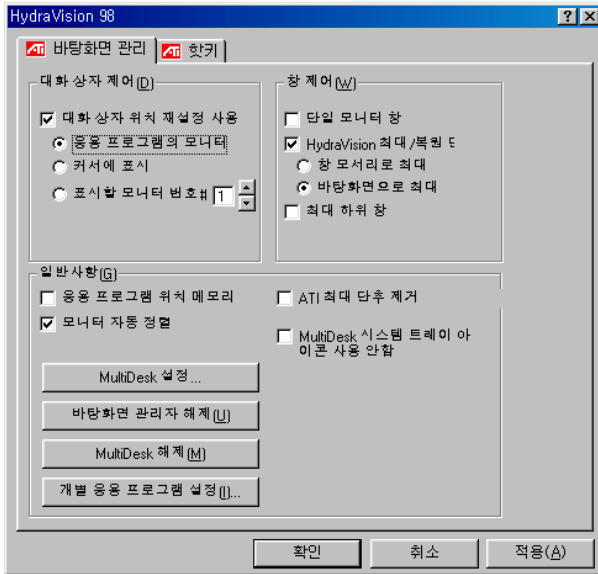 HydraVision 98
ATI 바탕화면 관리
ATI 핫키
대화 상자 제어(D)
대화 상자 위치 재설정 사용
응용 프로그램의 모니터
커서에 표시
표시할 모니터 번호# 1
창 제어(W)
단일 모니터 창
HydraVision 최대/복원 단
창 모서리로 최대
바탕화면으로 최대
최대 하위 창
일반사항(G)
응용 프로그램 위치 메모리
모니터 자동 정렬
ATI 최대 단추 제거
MultiDesk 시스템 트레이 아
이콘 사용 안함
MultiDesk 설정...
바탕화면 관리자 해제(U)
MultiDesk 해제(M)
개별 응용 프로그램 설정(I)...
확인
취소
적용(A)